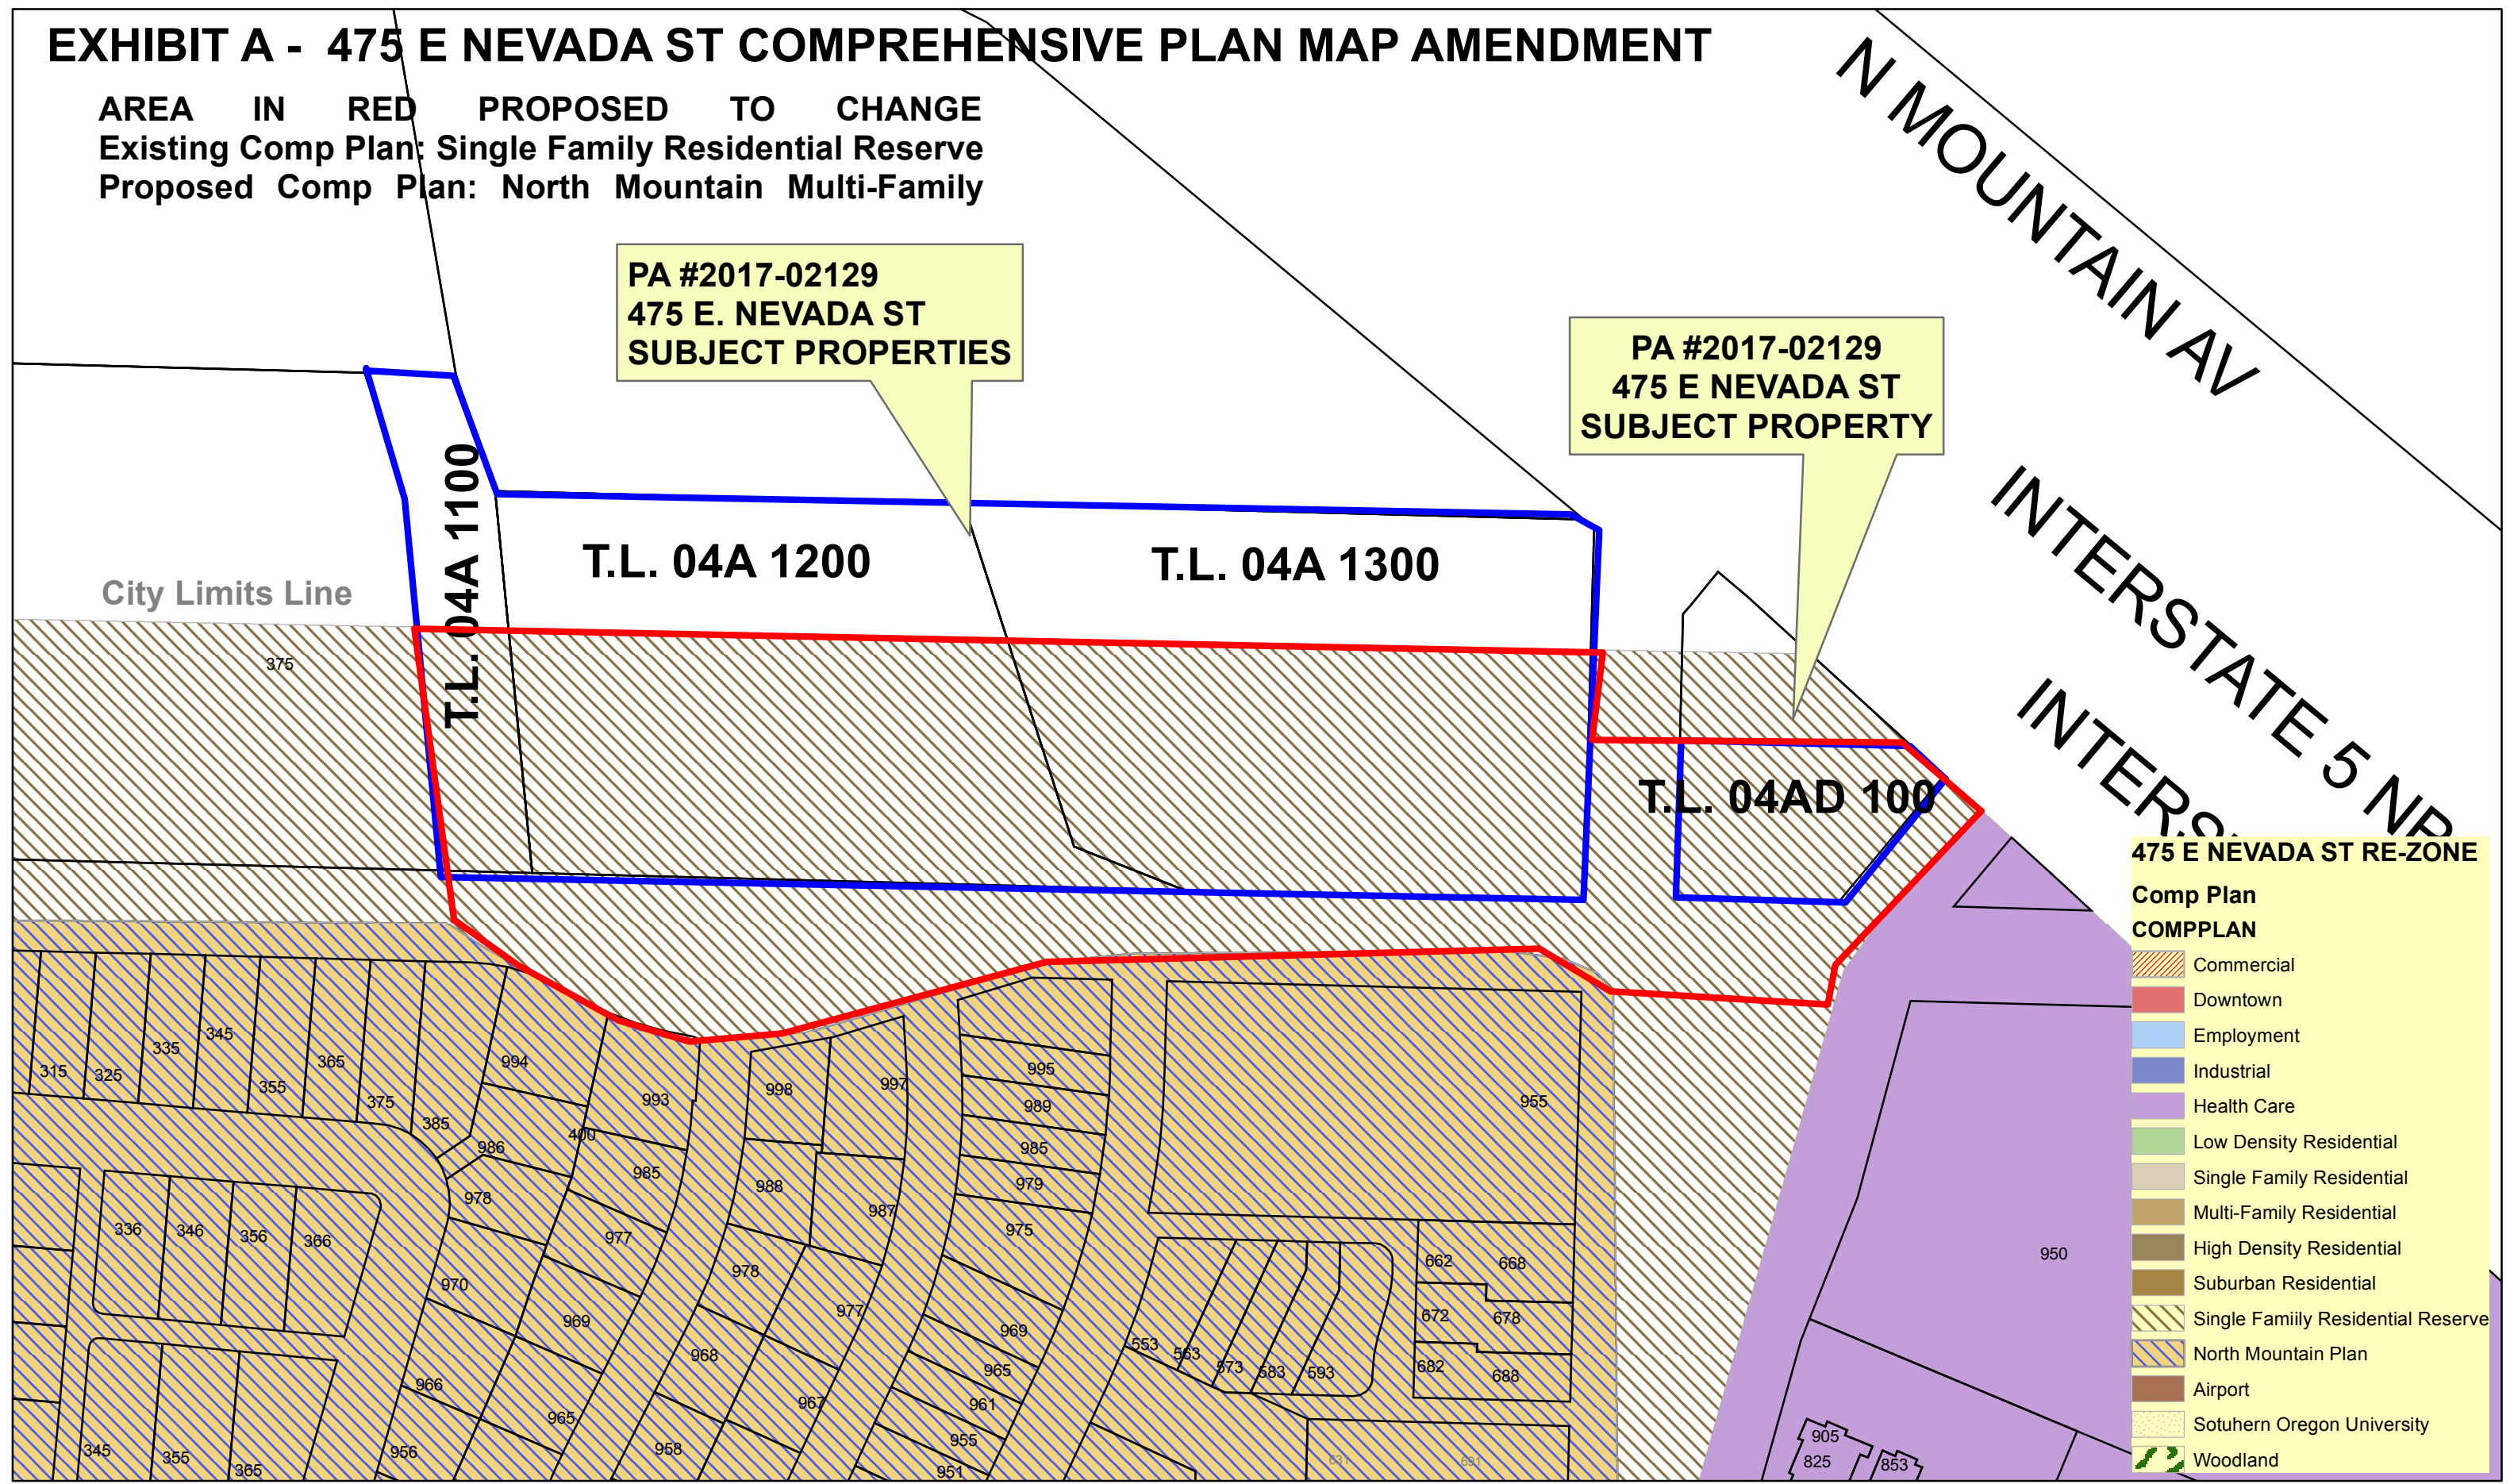 EXHIBIT A - 475 E NEVADA ST COMPREHENSIVE PLAN MAP AMENDMENT
AREA IN RED PROPOSED TO CHANGE
Existing Comp Plan: Single Family Residential Reserve
Proposed Comp Plan: North Mountain Multi-Family
N MOUNTAIN AV
PA #2017-02129
475 E. NEVADA ST
SUBJECT PROPERTIES
PA #2017-02129
475 E NEVADA ST
SUBJECT PROPERTY
INTERSTATE 5 NB
T.L. 04A 1100
T.L. 04A 1200
T.L. 04A 1300
City Limits Line
375
T.L. 04AD 100
475 E NEVADA ST RE-ZONE
Comp Plan
COMPPLAN
Commercial
Downtown
Employment
Industrial
Health Care
Low Density Residential
Single Family Residential
Multi-Family Residential
High Density Residential
Suburban Residential
Single Famiily Residential Reserve
North Mountain Plan
Airport
Sotuhern Oregon University
Woodland
315
325
335
345
355
365
375
385
994
986
400
978
993
985
977
998
988
997
987
995
989
985
979
975
955
336
346
356
366
970
969
978
977
968
967
969
965
961
955
951
966
965
956
958
345
355
365
553
563
573
583
593
662
668
672
678
682
688
631
691
950
905
825
853